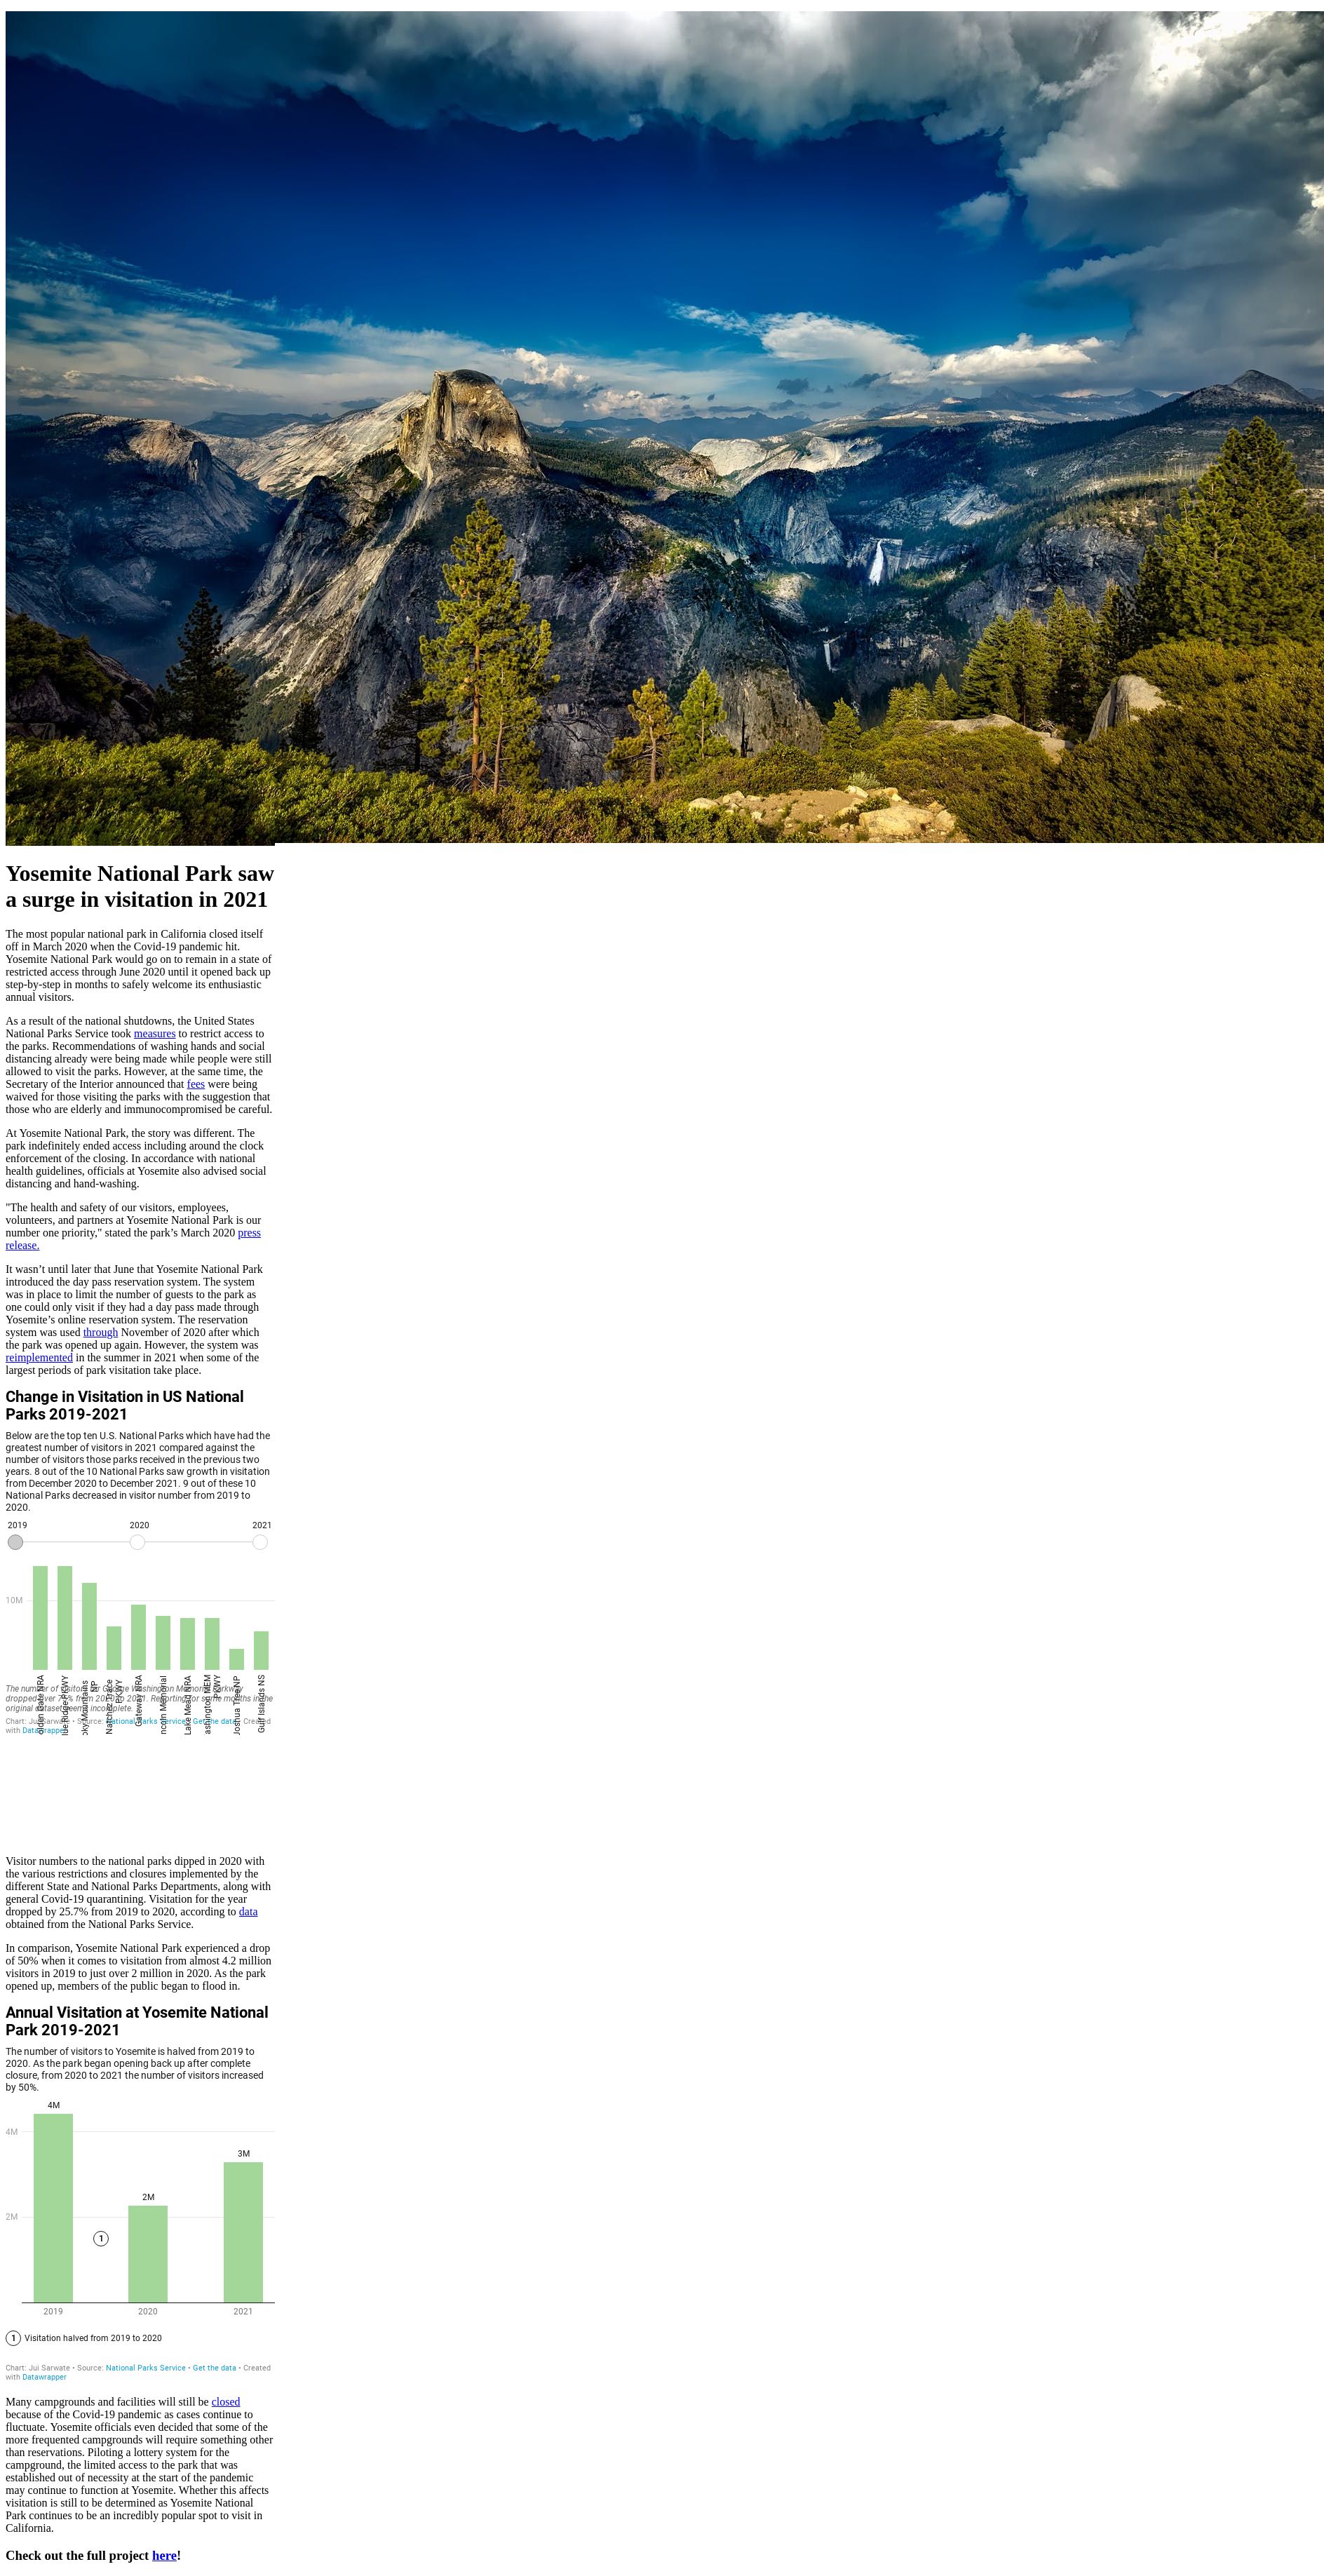 Yosemite National Park saw
a surge in visitation in 2021
The most popular national park in California closed itself
off in March 2020 when the Covid-19 pandemic hit.
Yosemite National Park would go on to remain in a state of
restricted access through June 2020 until it opened back up
step-by-step in months to safely welcome its enthusiastic
annual visitors.
As a result of the national shutdowns, the United States
National Parks Service took measures to restrict access to
the parks. Recommendations of washing hands and social
distancing already were being made while people were still
allowed to visit the parks. However, at the same time, the
Secretary of the Interior announced that fees were being
waived for those visiting the parks with the suggestion that
those who are elderly and immunocompromised be careful.
At Yosemite National Park, the story was different. The
park indefinitely ended access including around the clock
enforcement of the closing. In accordance with national
health guidelines, officials at Yosemite also advised social
distancing and hand-washing.
"The health and safety of our visitors, employees,
volunteers, and partners at Yosemite National Park is our
number one priority," stated the park’s March 2020 press
release.
It wasn’t until later that June that Yosemite National Park
introduced the day pass reservation system. The system
was in place to limit the number of guests to the park as
one could only visit if they had a day pass made through
Yosemite’s online reservation system. The reservation
system was used through November of 2020 after which
the park was opened up again. However, the system was
reimplemented in the summer in 2021 when some of the
largest periods of park visitation take place.
Change in Visitation in US National
Parks 2019-2021
Below are the top ten U.S. National Parks which have had the
greatest number of visitors in 2021 compared against the
number of visitors those parks received in the previous two
years. 8 out of the 10 National Parks saw growth in visitation
from December 2020 to December 2021. 9 out of these 10
National Parks decreased in visitor number from 2019 to
2020.
2019 2020 2021
10M
Gate NRA
Ridge PKWY
Mountains
NP
Natchez Trace
PKWY
Gateway NRA
Memorial
Lake Mead NRA
MEM
PKWY
Joshua Tree NP
Gulf Islands NS
The number of visitors for George Washington Memorial Parkway
dropped over from 2020 to 2021. Reporting for some months in the
original dataset seems incomplete.
Chart: Jui Sarwate • Source: National Parks Service • Get the data • Created
with Datawrapper
Visitor numbers to the national parks dipped in 2020 with
the various restrictions and closures implemented by the
different State and National Parks Departments, along with
general Covid-19 quarantining. Visitation for the year
dropped by 25.7% from 2019 to 2020, according to data
obtained from the National Parks Service.
In comparison, Yosemite National Park experienced a drop
of 50% when it comes to visitation from almost 4.2 million
visitors in 2019 to just over 2 million in 2020. As the park
opened up, members of the public began to flood in.
Annual Visitation at Yosemite National
Park 2019-2021
The number of visitors to Yosemite is halved from 2019 to
2020. As the park began opening back up after complete
closure, from 2020 to 2021 the number of visitors increased
by 50%.
4M
4M
3M
2M
2M
1
2019 2020 2021
1 Visitation halved from 2019 to 2020
Chart: Jui Sarwate • Source: National Parks Service • Get the data • Created
with Datawrapper
Many campgrounds and facilities will still be closed
because of the Covid-19 pandemic as cases continue to
fluctuate. Yosemite officials even decided that some of the
more frequented campgrounds will require something other
than reservations. Piloting a lottery system for the
campground, the limited access to the park that was
established out of necessity at the start of the pandemic
may continue to function at Yosemite. Whether this affects
visitation is still to be determined as Yosemite National
Park continues to be an incredibly popular spot to visit in
California.
Check out the full project here!